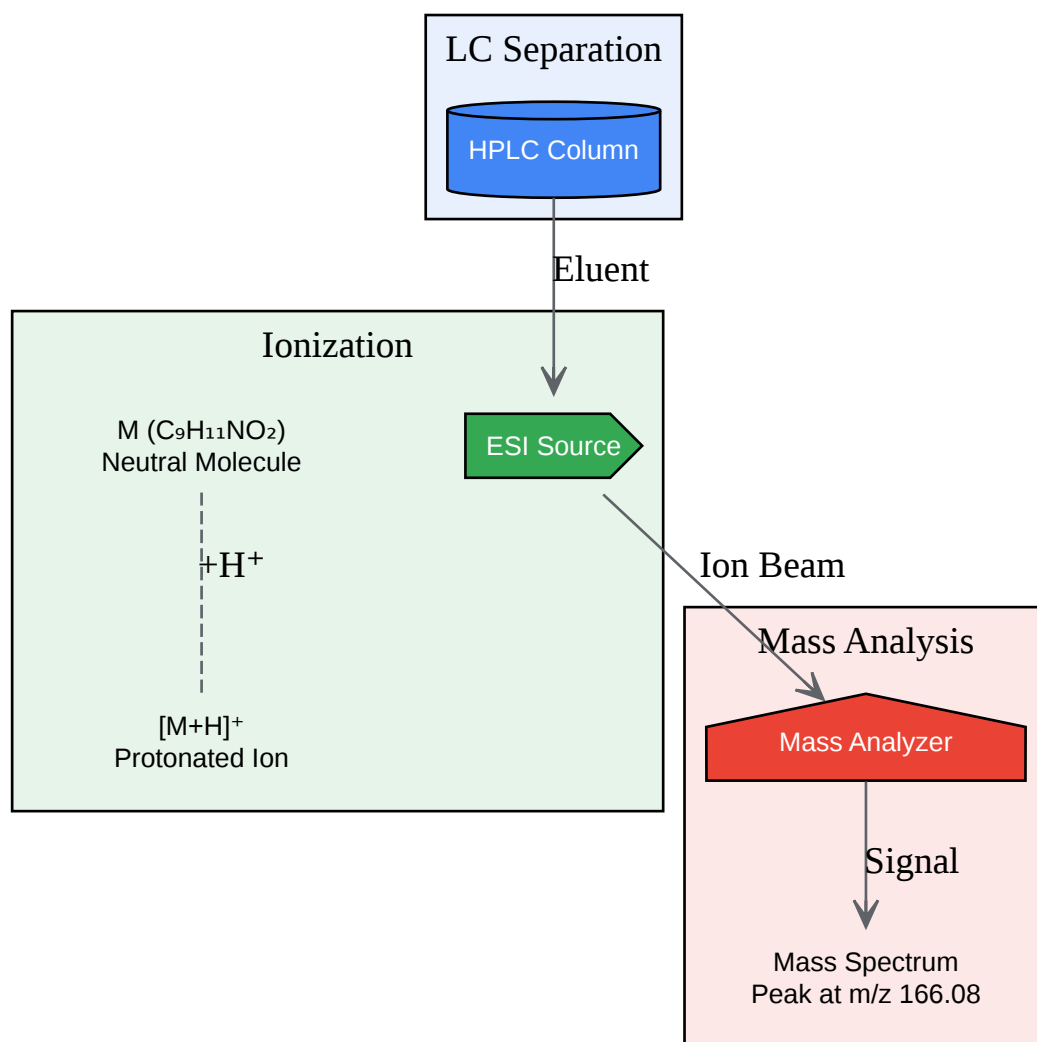 LC Separation
HPLC Column
Eluent
Ionization
M (C₉H₁₁NO₂)
Neutral Molecule
ESI Source
+H⁺
Ion Beam
Mass Analysis
[M+H]⁺
Protonated Ion
Mass Analyzer
Signal
Mass Spectrum
Peak at m/z 166.08